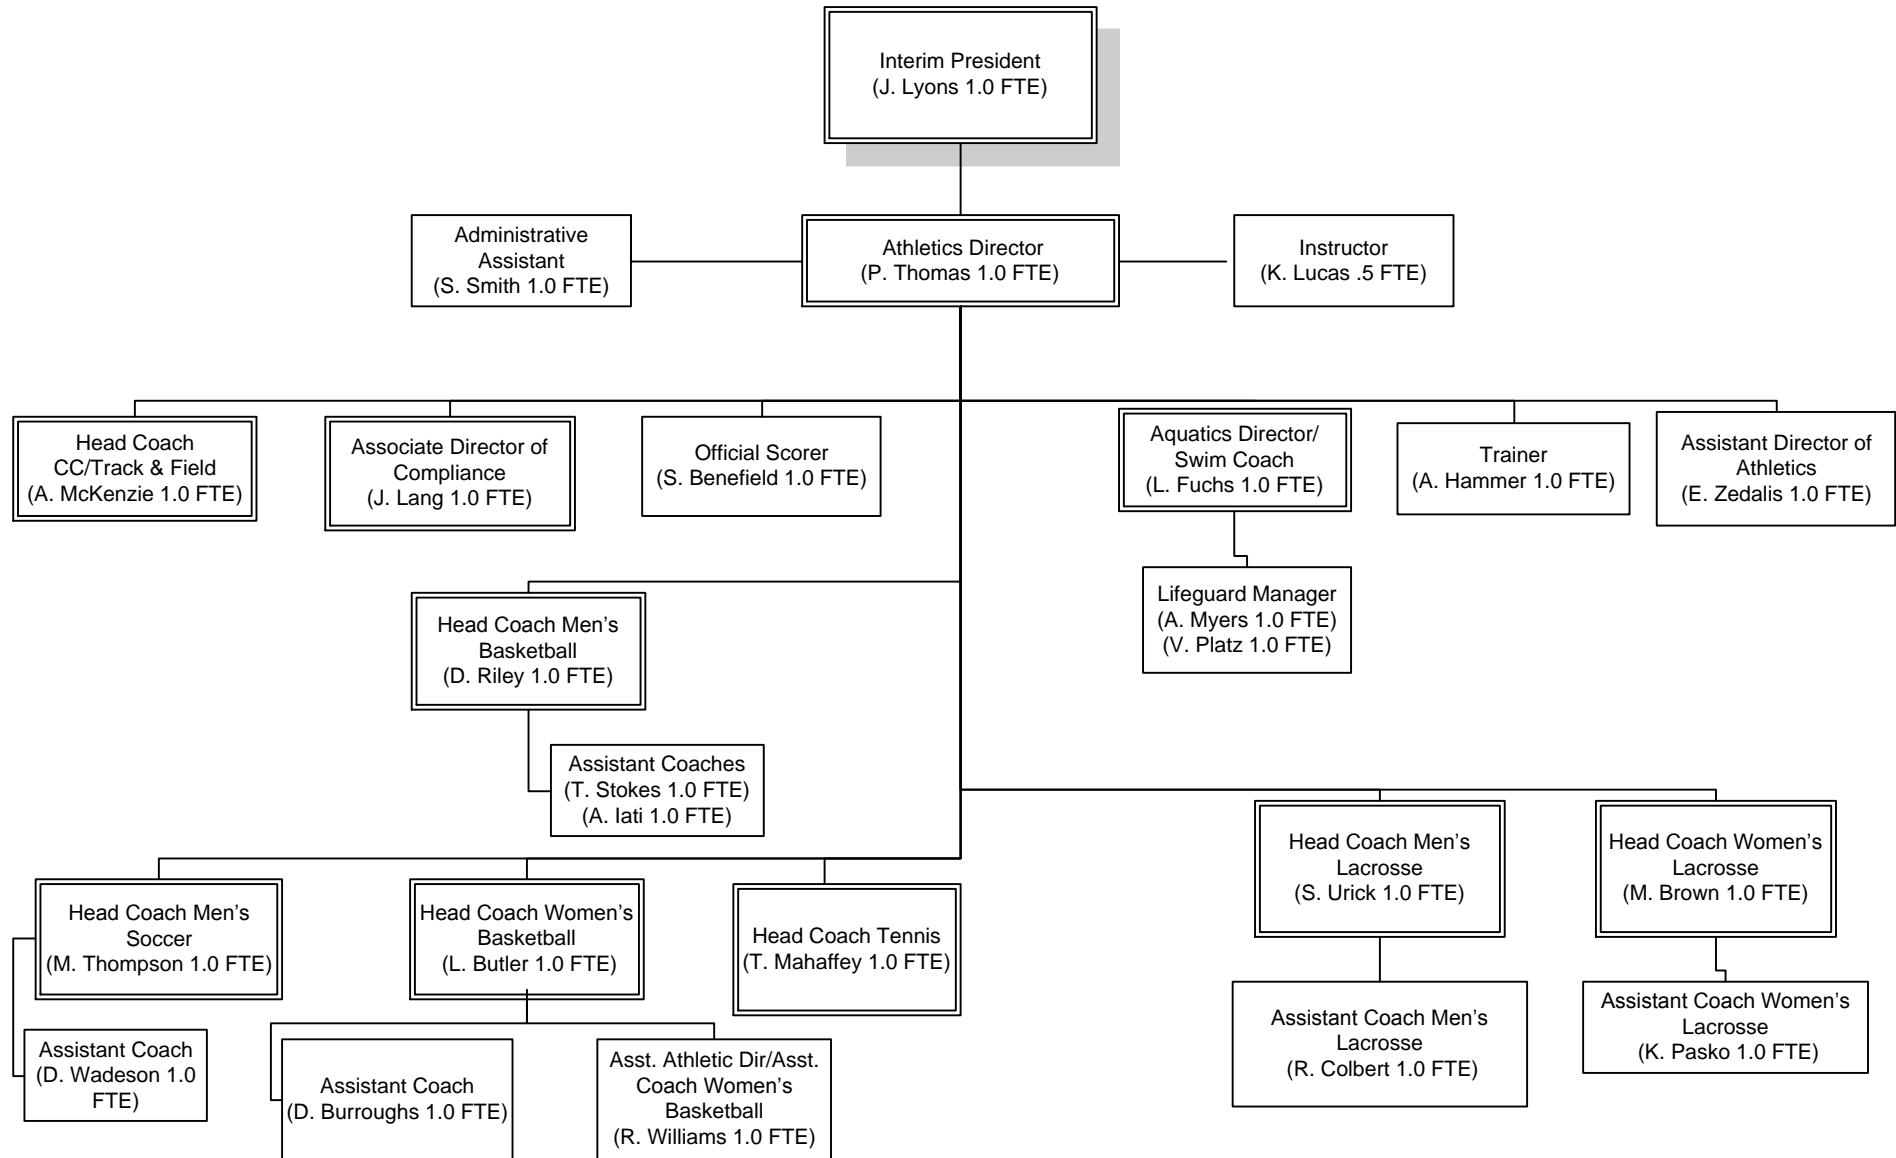 Interim President
(J. Lyons 1.0 FTE)
Administrative
Assistant
(S. Smith 1.0 FTE)
Athletics Director
(P. Thomas 1.0 FTE)
Instructor
(K. Lucas .5 FTE)
Head Coach
CC/Track & Field
(A. McKenzie 1.0 FTE)
Associate Director of
Compliance
(J. Lang 1.0 FTE)
Official Scorer
(S. Benefield 1.0 FTE)
Aquatics Director/
Swim Coach
(L. Fuchs 1.0 FTE)
Trainer
(A. Hammer 1.0 FTE)
Assistant Director of
Athletics
(E. Zedalis 1.0 FTE)
Lifeguard Manager
(A. Myers 1.0 FTE)
(V. Platz 1.0 FTE)
Head Coach Men's
Basketball
(D. Riley 1.0 FTE)
Assistant Coaches
(T. Stokes 1.0 FTE)
(A. Iati 1.0 FTE)
Head Coach Men's
Lacrosse
(S. Urick 1.0 FTE)
Head Coach Women's
Lacrosse
(M. Brown 1.0 FTE)
Head Coach Men's
Soccer
(M. Thompson 1.0 FTE)
Head Coach Women's
Basketball
(L. Butler 1.0 FTE)
Head Coach Tennis
(T. Mahaffey 1.0 FTE)
Assistant Coach Men's
Lacrosse
(R. Colbert 1.0 FTE)
Assistant Coach Women's
Lacrosse
(K. Pasko 1.0 FTE)
Assistant Coach
(D. Wadeson 1.0
FTE)
Assistant Coach
(D. Burroughs 1.0 FTE)
Asst. Athletic Dir/Asst.
Coach Women's
Basketball
(R. Williams 1.0 FTE)